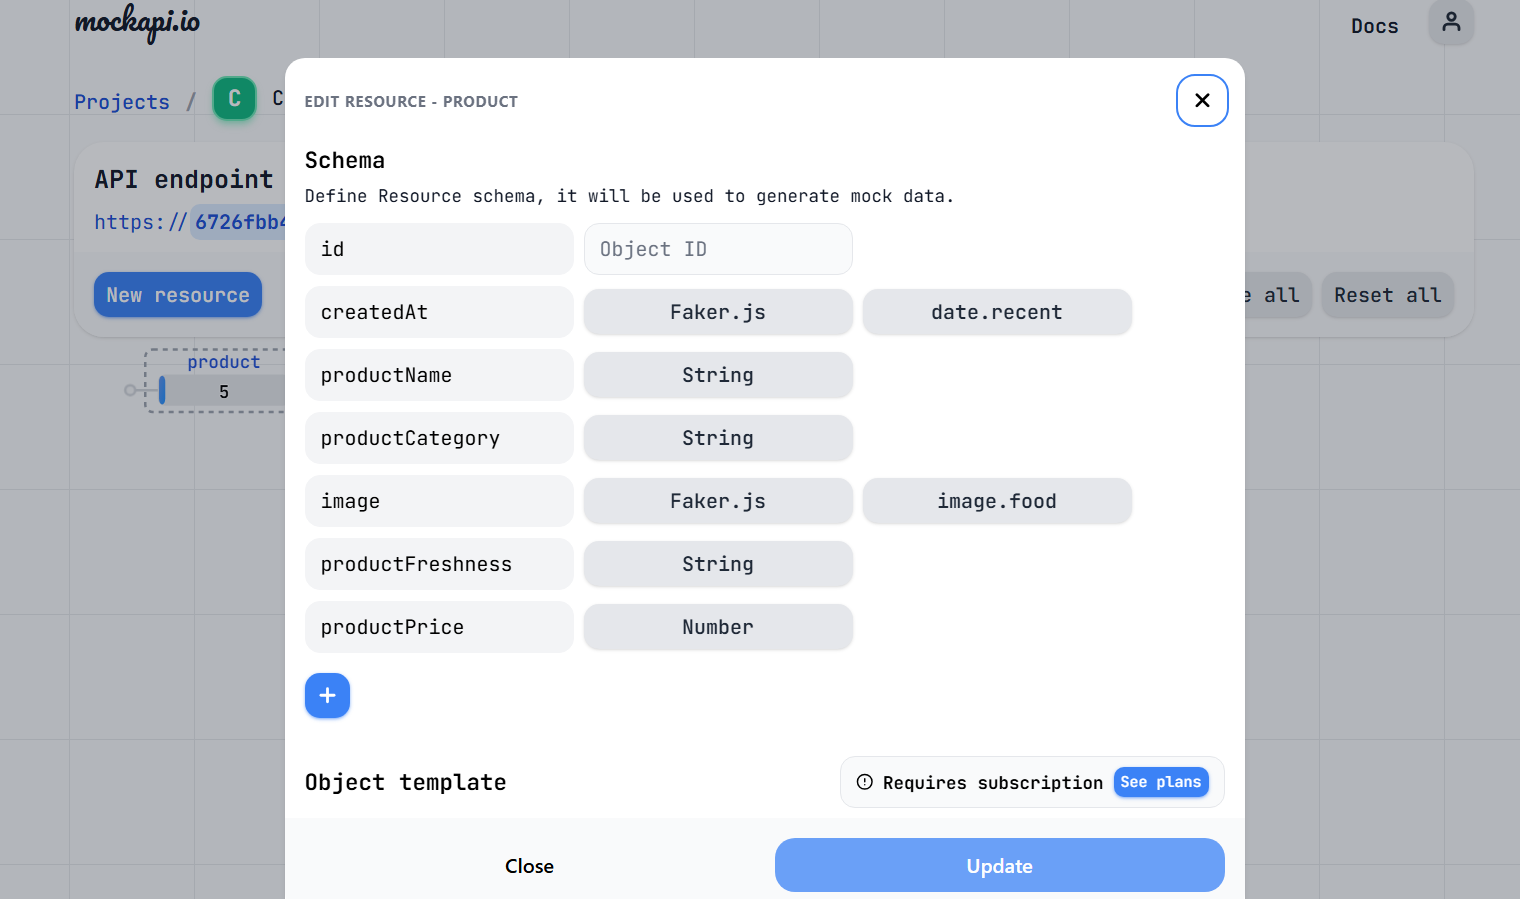 mockapi.io
Docs
Projects / C C
EDIT RESOURCE - PRODUCT
Schema
Define Resource schema, it will be used to generate mock data.
API endpoint
https://6726fbb4
id Object ID
New resource
e all Reset all
createdAt Faker.js date.recent
product
5
productName String
productCategory String
image Faker.js image.food
productFreshness String
productPrice Number
+
Object template
Requires subscription See plans
Close Update